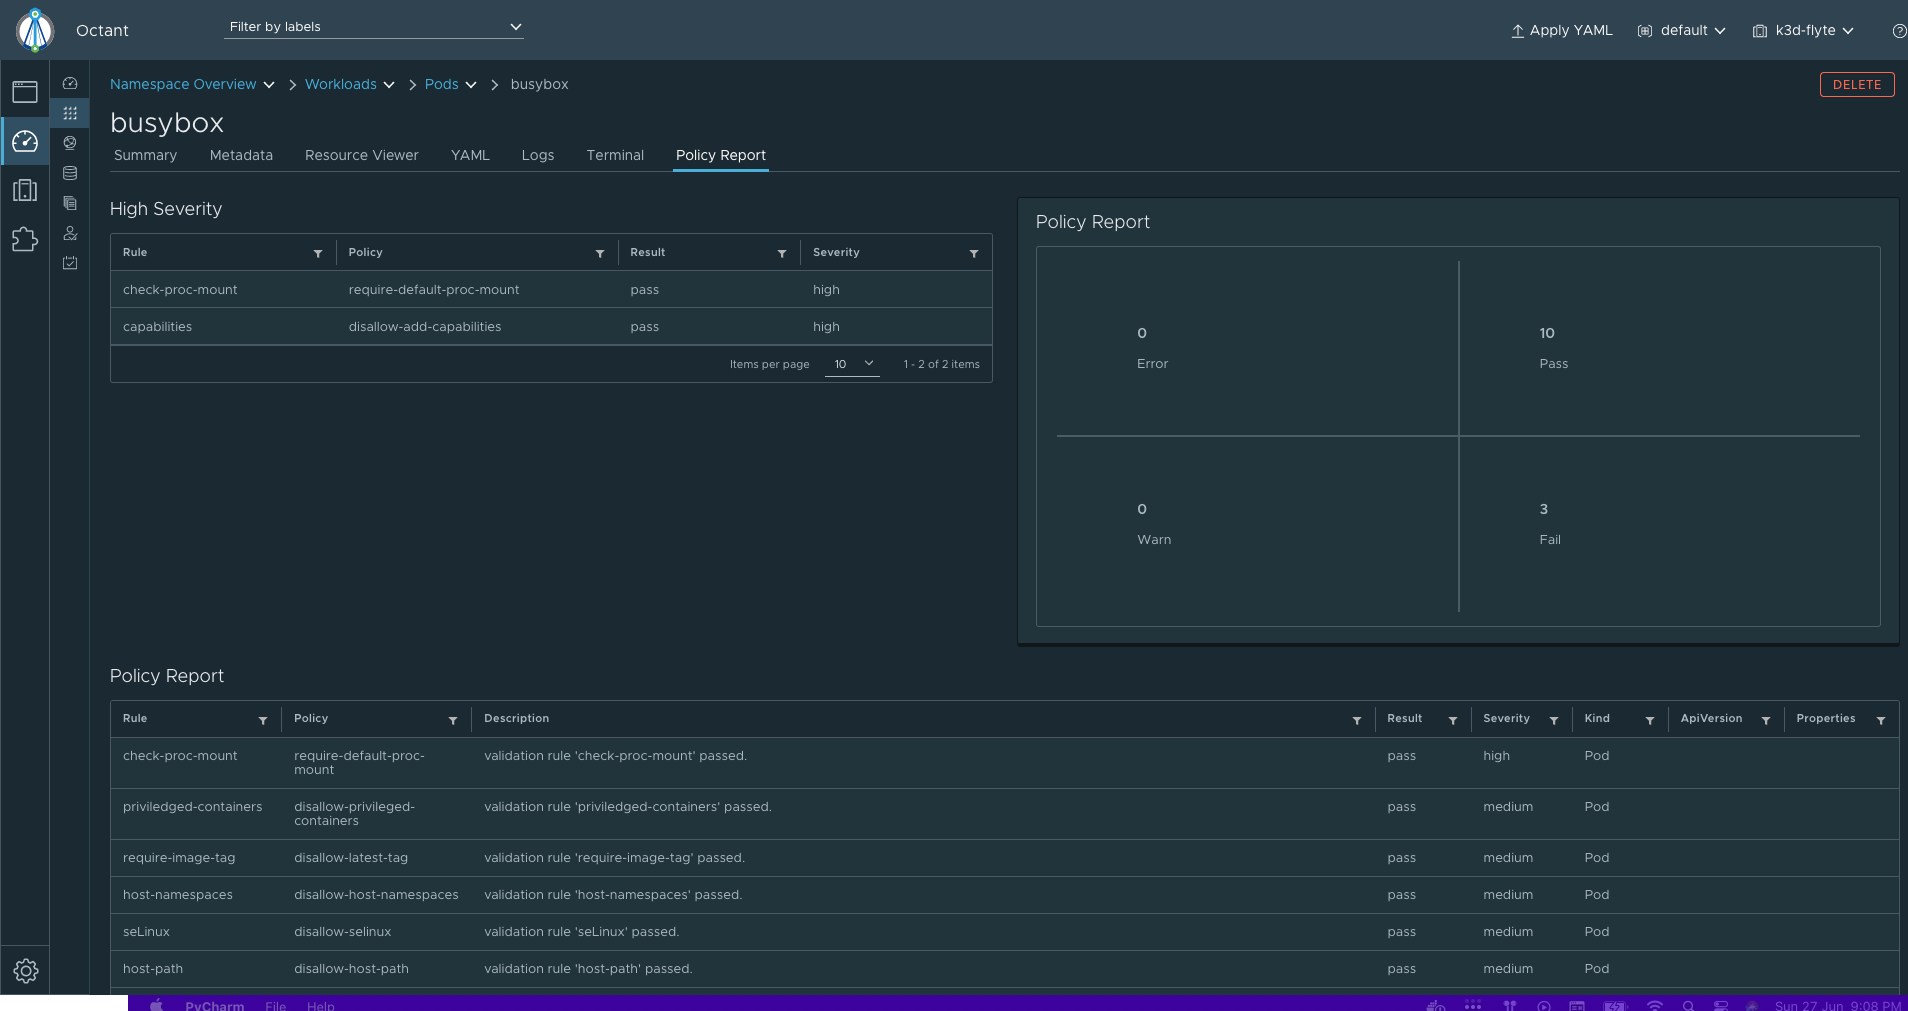 Octant
Filter by labels
Apply YAML
default
k3d-flyte
Namespace Overview
Workloads
Pods
busybox
DELETE
busybox
Summary
Metadata
Resource Viewer
YAML
Logs
Terminal
Policy Report
High Severity
Rule Policy Result Severity
check-proc-mount require-default-proc-mount pass high
capabilities disallow-add-capabilities pass high
Items per page 10 1 - 2 of 2 items
Policy Report
0
Error
10
Pass
0
Warn
3
Fail
Policy Report
Rule Policy Description Result Severity Kind ApiVersion Properties
check-proc-mount require-default-proc- validation rule 'check-proc-mount' passed. pass high Pod
mount
priviledged-containers disallow-privileged- validation rule 'priviledged-containers' passed. pass medium Pod
containers
require-image-tag disallow-latest-tag validation rule 'require-image-tag' passed. pass medium Pod
host-namespaces disallow-host-namespaces validation rule 'host-namespaces' passed. pass medium Pod
seLinux disallow-selinux validation rule 'seLinux' passed. pass medium Pod
host-path disallow-host-path validation rule 'host-path' passed. pass medium Pod
PyCharm File Help Sun 27 Jun 9:08 PM